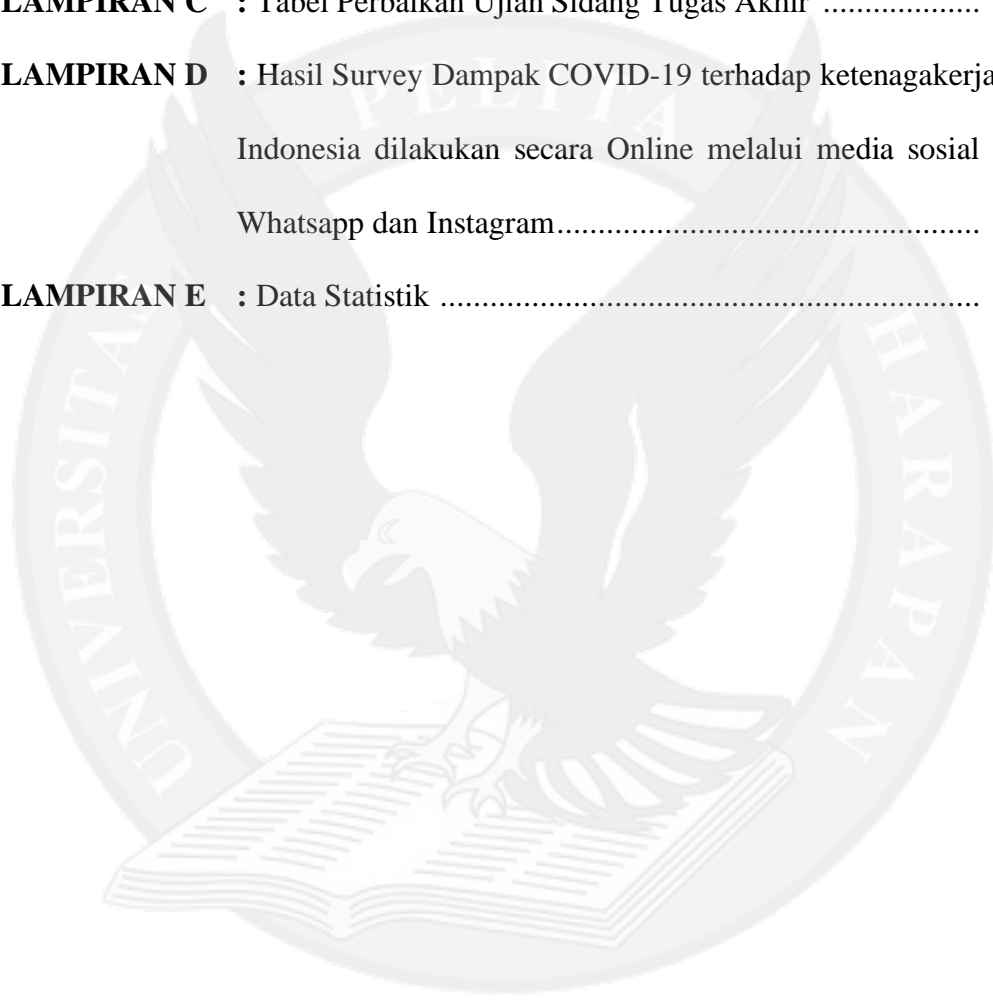 LAMPIRAN C : Tabel Perbaikan Ujian Sidang Tugas Akhir ...................
LAMPIRAN D : Hasil Survey Dampak COVID-19 terhadap ketenagakerja
Indonesia dilakukan secara Online melalui media sosial
Whatsapp dan Instagram...................................................
LAMPIRAN E : Data Statistik .................................................................
UNIVERSITAS PELITA HARAPAN